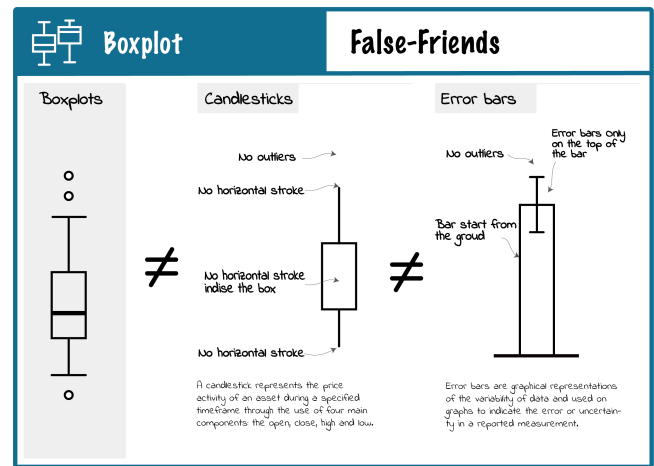 Boxplot
False-Friends
Boxplots
Candlesticks
No outliers
No horizontal stroke
No horizontal stroke
indise the box
No horizontal stroke
A candlestick represents the price
activity of an asset during a specified
timeframe through the use of four main
components: the open, close, high and low.
Error bars
Error bars only
on the top of
the bar
No outliers
Bar start from
the groud
Error bars are graphical representations
of the variability of data and used on
graphs to indicate the error or uncertain-
ty in a reported measurement.